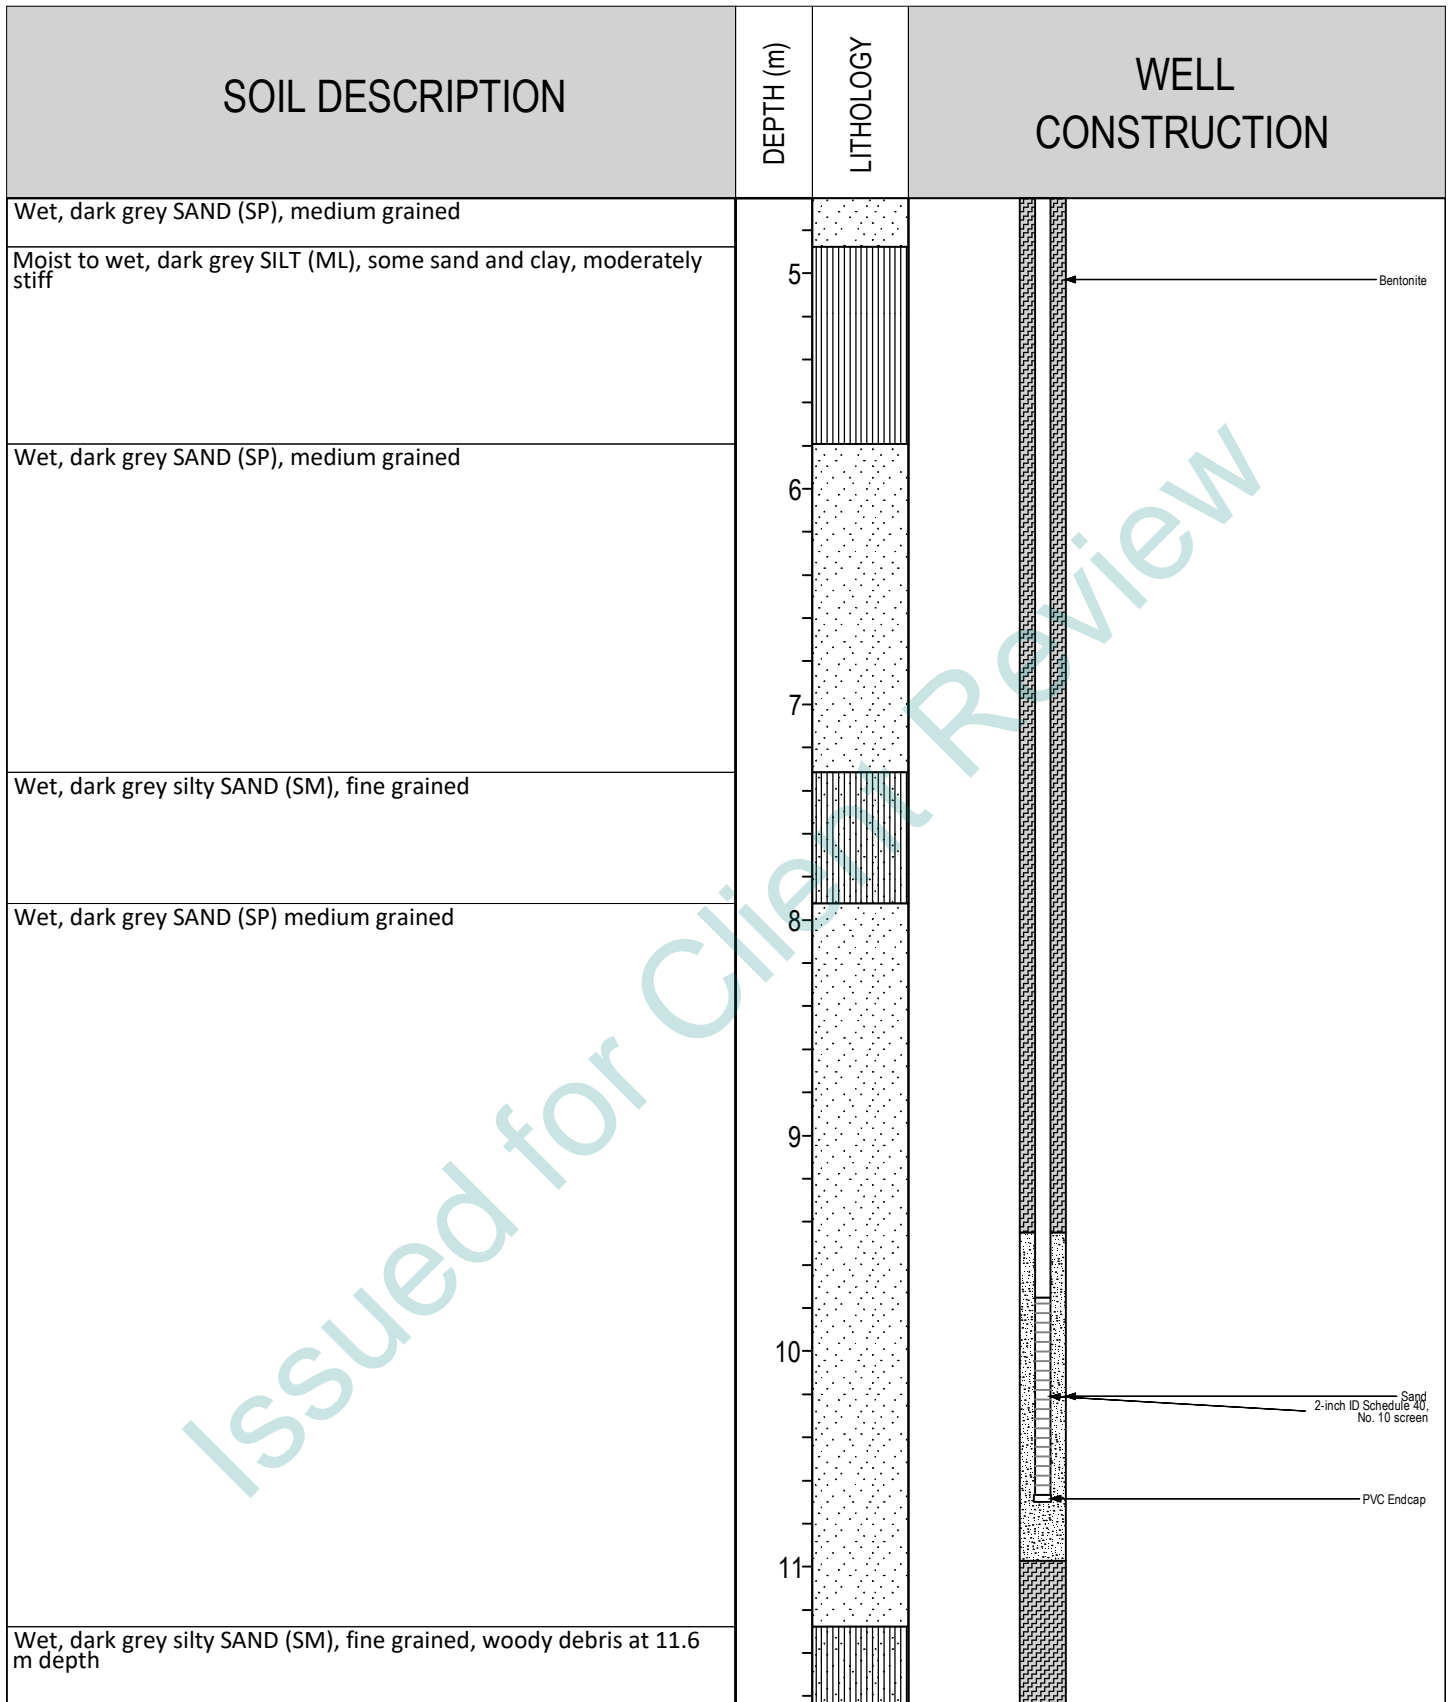 SOIL DESCRIPTION
DEPTH (m)
LITHOLOGY
WELL
CONSTRUCTION
Wet, dark grey SAND (SP), medium grained
Moist to wet, dark grey SILT (ML), some sand and clay, moderately
stiff
5
Bentonite
Wet, dark grey SAND (SP), medium grained
6
7
Wet, dark grey silty SAND (SM), fine grained
Wet, dark grey SAND (SP) medium grained
8
9
10
Sand
2-inch ID Schedule 40,
No. 10 screen
PVC Endcap
11
Wet, dark grey silty SAND (SM), fine grained, woody debris at 11.6
m depth
Issued for Client Review